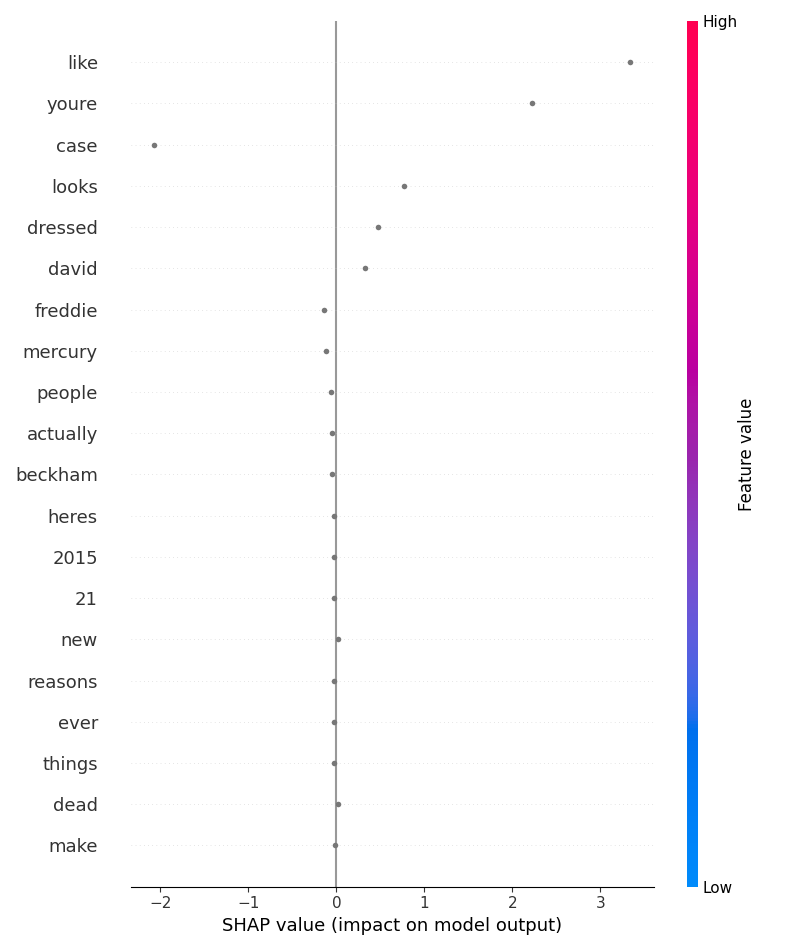 High
like
youre
case
looks
dressed
david
freddie
mercury
people
actually
beckham
heres
2015
21
new
reasons
ever
things
dead
make
Feature value
Low
−2 −1 0 1 2 3
SHAP value (impact on model output)